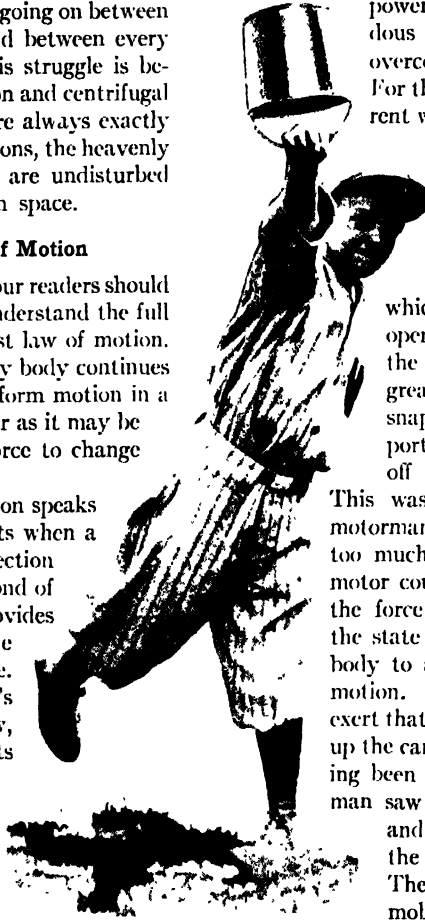 going on between
d between every
is struggle is be-
on and centrifugal
re always exactly
ons, the heavenly
are undisturbed
n space.
f Motion
our readers should
derstand the full
st law of motion.
y body continues
form motion in a
r as it may be
orce to change
on speaks
ts when a
ection
ond of
ovides
e
e.
's
y,
ts
power
dous
overco
For th
rent w
whic
oper
the
grea
snap
port
off
This was
motorman
too much
motor cou
the force
the state
body to a
motion.
exert that
up the car
ing been
man saw
and
the
The
mob